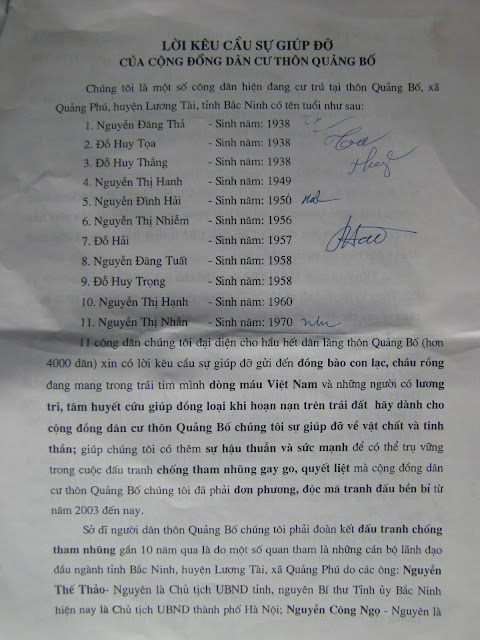 LỜI KÊU CẦU SỰ GIÚP ĐỠ
CỦA CỘNG ĐỒNG DÂN CƯ THÔN QUẢNG BỐ
Chúng tôi là một số công dân hiện đang cư trú tại thôn Quảng Bố, xã
Quảng Phú, huyện Lương Tài, tỉnh Bắc Ninh có tên tuổi như sau:
1. Nguyễn Đăng Thả - Sinh năm: 1938
2. Đỗ Huy Tọa - Sinh năm: 1938
3. Đỗ Huy Thắng - Sinh năm: 1938
4. Nguyễn Thị Hanh - Sinh năm: 1949
5. Nguyễn Đình Hải - Sinh năm: 1950
6. Nguyễn Thị Nhiễm - Sinh năm: 1956
7. Đỗ Hải - Sinh năm: 1957
8. Nguyễn Đăng Tuất - Sinh năm: 1958
9. Đỗ Huy Trọng - Sinh năm: 1958
10. Nguyễn Thị Hạnh - Sinh năm: 1960
11. Nguyễn Thị Nhần - Sinh năm: 1970
11 công dân chúng tôi đại diện cho hầu hết dân làng thôn Quảng Bố (hơn
4000 dân) xin có lời kêu cầu sự giúp đỡ gửi đến đồng bào con lạc, cháu rồng
đang mang trong trái tim mình dòng máu Việt Nam và những người có lương
tri, tâm huyết cứu giúp đồng loại khi hoạn nạn trên trái đất hãy dành cho
cộng đồng dân cư thôn Quảng Bố chúng tôi sự giúp đỡ về vật chất và tinh
thần; giúp chúng tôi có thêm sự hậu thuẫn và sức mạnh để có thể trụ vững
trong cuộc đấu tranh chống tham nhũng gay go, quyết liệt mà cộng đồng dân
cư thôn Quảng Bố chúng tôi đã phải đơn phương, độc mã tranh đấu bền bỉ từ
năm 2003 đến nay.
Sở dĩ người dân thôn Quảng Bố chúng tôi phải đoàn kết đấu tranh chống
tham nhũng gần 10 năm qua là do một số quan tham là những cán bộ lãnh đạo
đầu ngành tỉnh Bắc Ninh, huyện Lương Tài, xã Quảng Phú do các ông: Nguyễn
Thế Thảo- Nguyên là Chủ tịch UBND tỉnh, nguyên Bí thư Tỉnh ủy Bắc Ninh
hiện nay là Chủ tịch UBND thành phố Hà Nội; Nguyễn Công Ngọ - Nguyên là